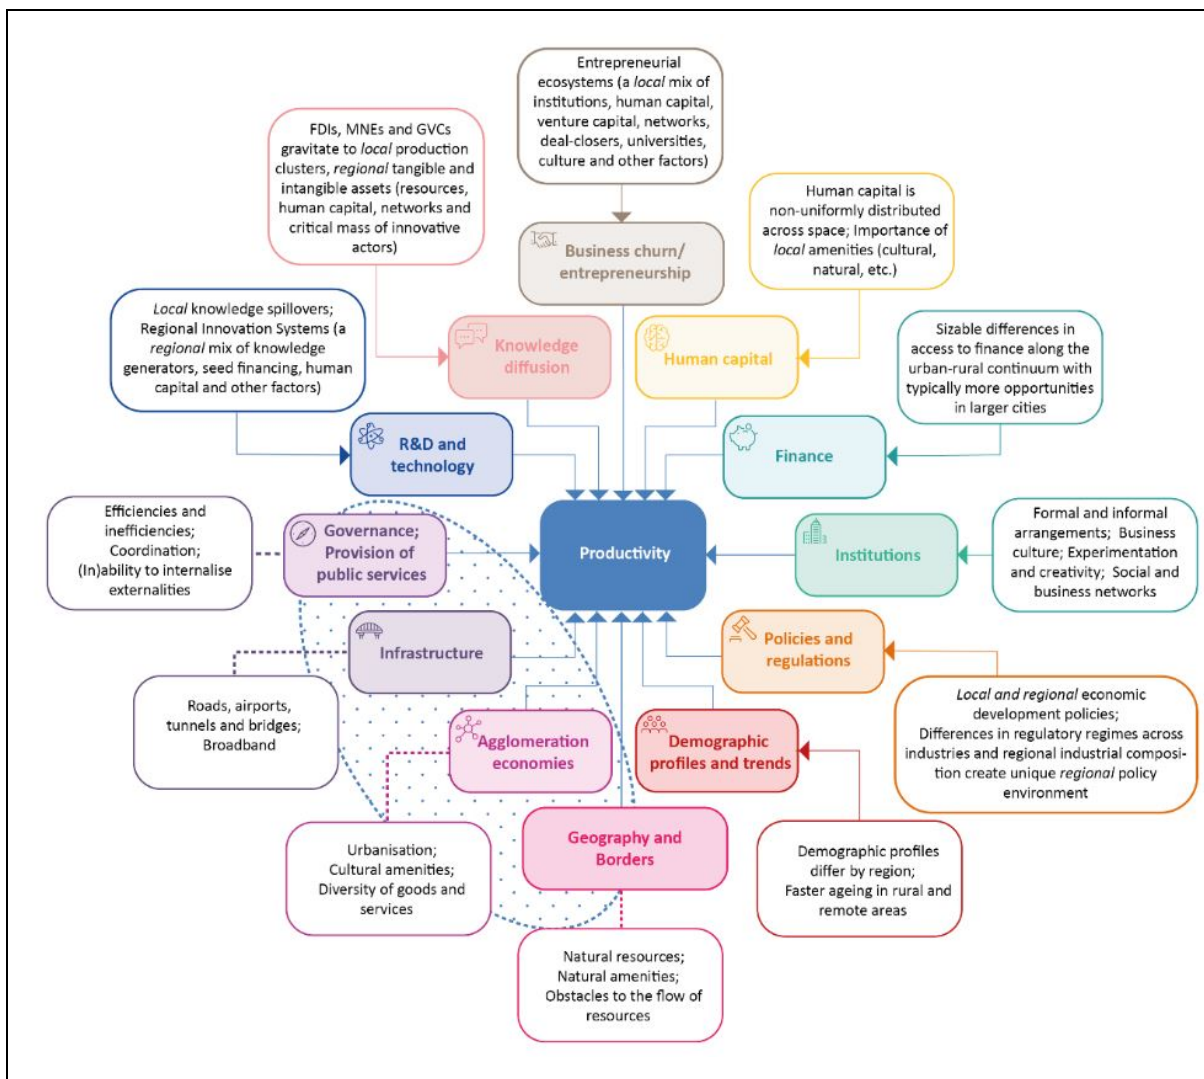 Entrepreneurial
ecosystems (a local mix of
institutions, human capital,
venture capital, networks,
deal-closers, universities,
culture and other factors)
FDIs, MNEs and GVCs
gravitate to local production
clusters, regional tangible and
intangible assets (resources,
human capital, networks and
critical mass of innovative
actors)
Human capital is
non-uniformly distributed
across space; Importance of
local amenities (cultural,
natural, etc.)
Business churn/
entrepreneurship
Local knowledge spillovers;
Regional Innovation Systems (a
regional mix of knowledge
generators, seed financing, human
capital and other factors)
Knowledge
diffusion
Human capital
Sizable differences in
access to finance along the
urban-rural continuum with
typically more opportunities
in larger cities
R&D and
technology
Finance
Efficiencies and
inefficiencies;
Coordination;
(In)ability to internalise
externalities
Governance;
Provision of
public services
Productivity
Institutions
Formal and informal
arrangements; Business
culture; Experimentation
and creativity; Social and
business networks
Infrastructure
Policies and
regulations
Roads, airports,
tunnels and bridges;
Broadband
Agglomeration
economies
Demographic
profiles and trends
Local and regional economic
development policies;
Differences in regulatory regimes across
industries and regional industrial composi-
tion create unique regional policy
environment
Urbanisation;
Cultural amenities;
Diversity of goods and
services
Geography and
Borders
Demographic profiles
differ by region;
Faster ageing in rural and
remote areas
Natural resources;
Natural amenities;
Obstacles to the flow of
resources